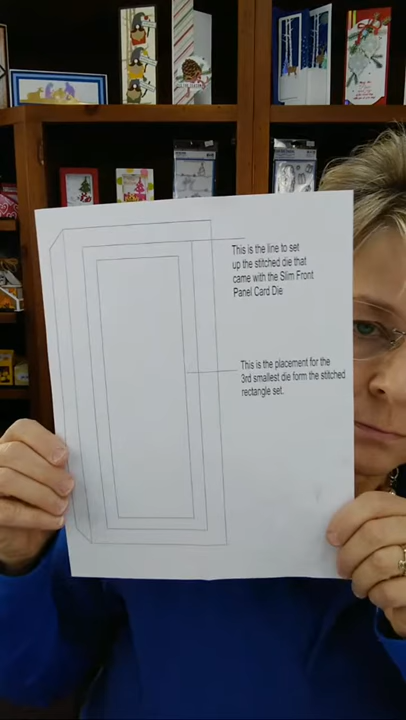 This is the line to set
up the stitched die that
came with the Slim Front
Panel Card Die
This is the placement for the
3rd smallest die form the stitched
rectangle set.